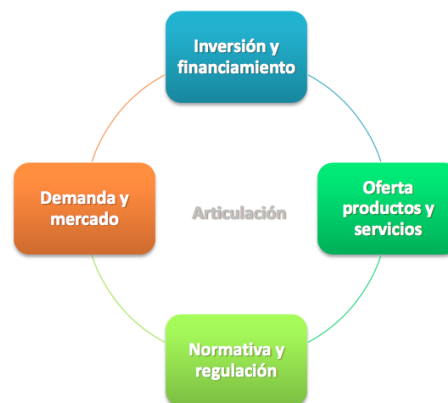 Inversión y
financiamiento
Demanda y
mercado
Articulación
Oferta
productos y
servicios
Normativa y
regulación